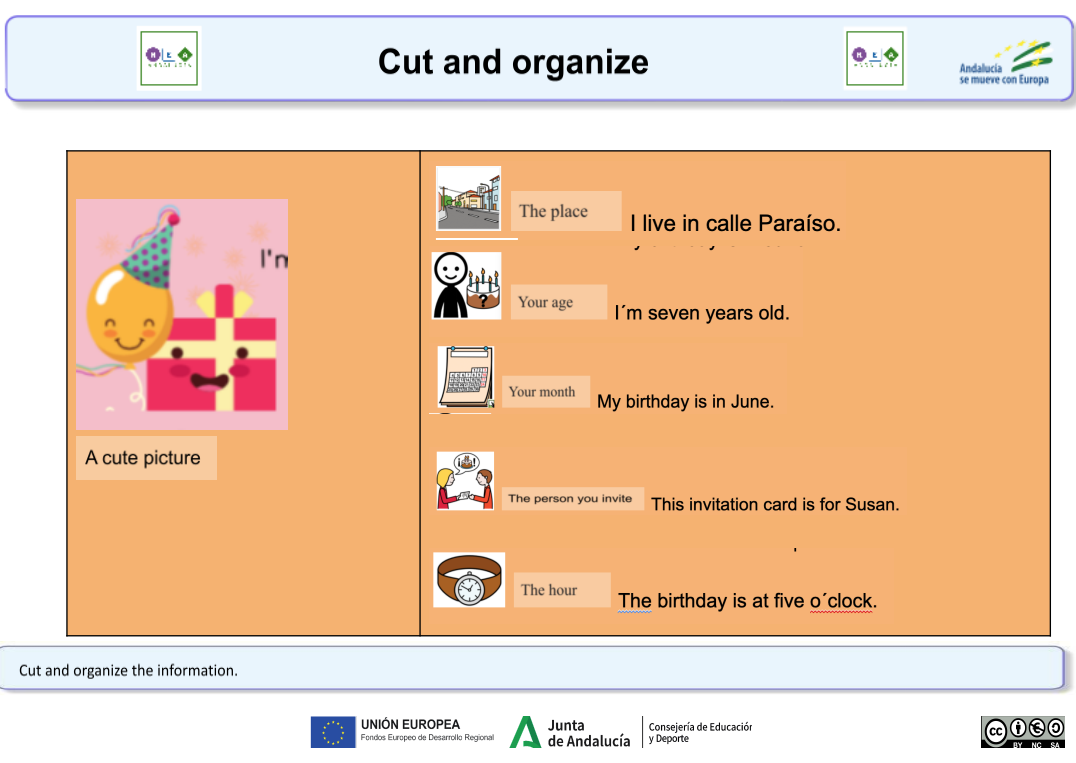 Cut and organize
Andalucía
se mueve con Europa
I'm
A cute picture
The place
I live in calle Paraíso.
Your age
I´m seven years old.
Your month
My birthday is in June.
The person you invite
This invitation card is for Susan.
The hour
The birthday is at five o´clock.
Cut and organize the information.
UNIÓN EUROPEA
Fondos Europeo de Desarrollo Regional
Junta
de Andalucía
Consejería de Educación
y Deporte
cc
BY NC SA